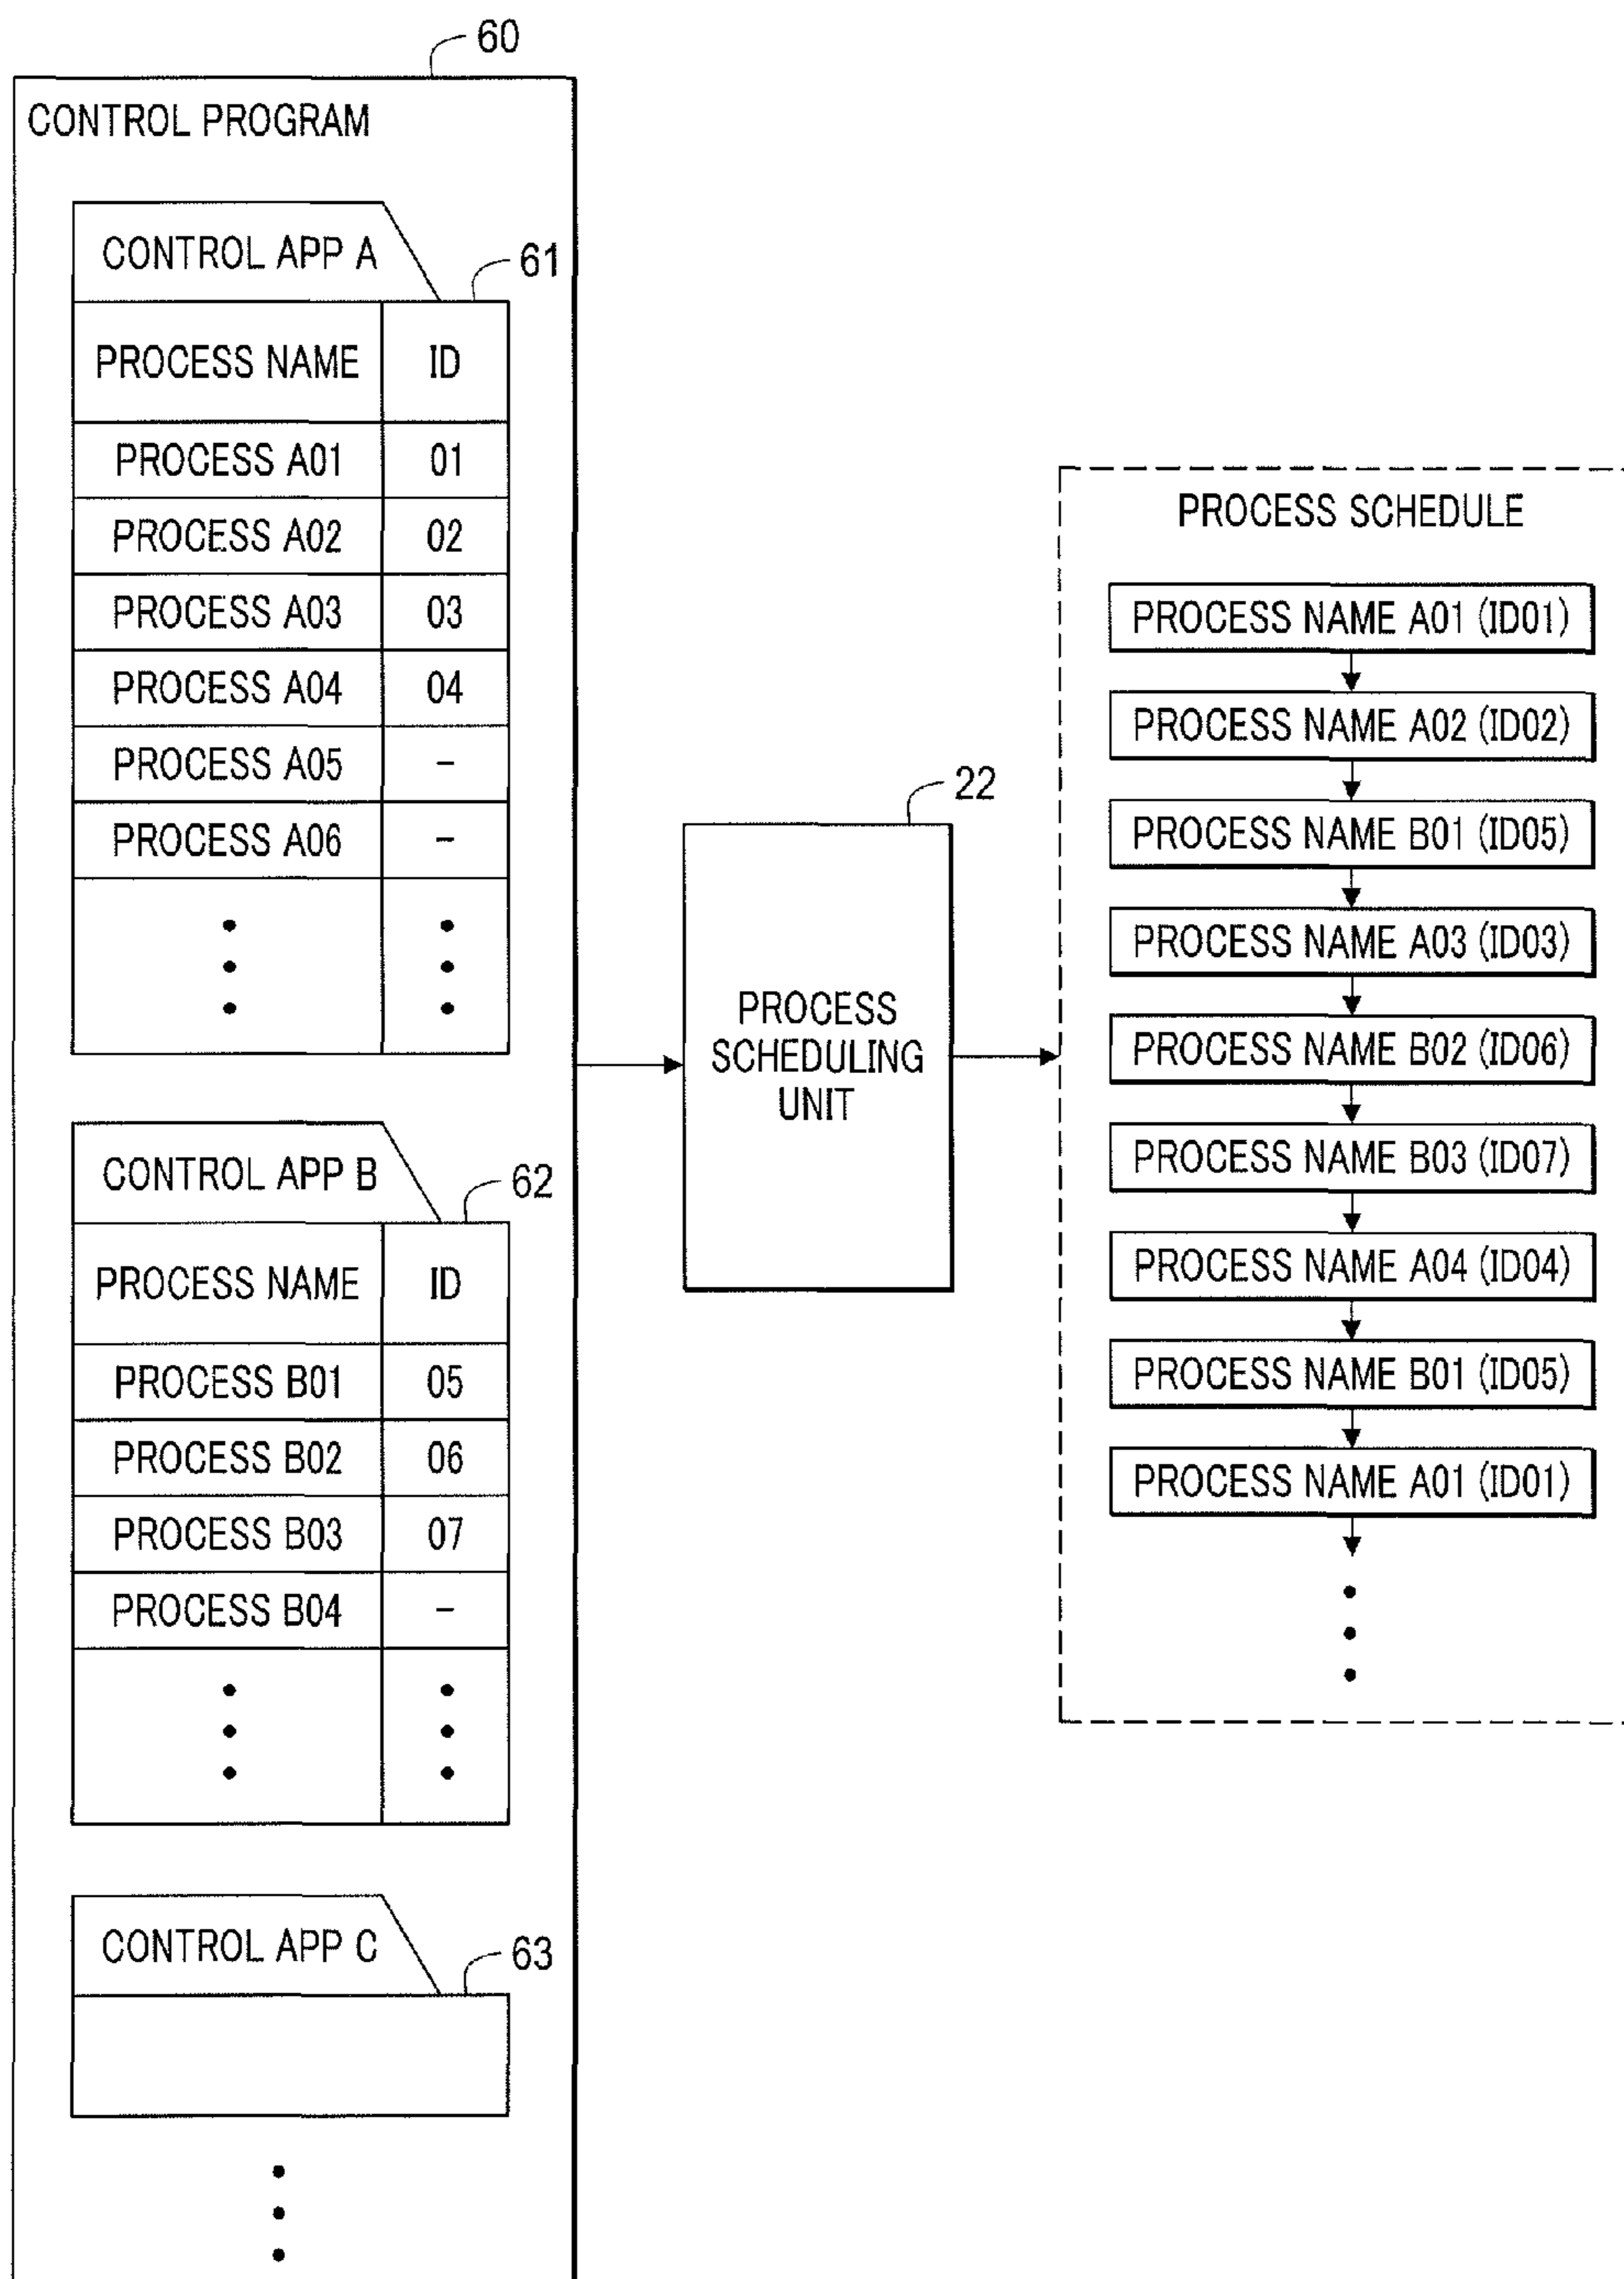 60
CONTROL PROGRAM
CONTROL APP A
61
PROCESS NAME ID
PROCESS A01 01
PROCESS A02 02
PROCESS A03 03
PROCESS A04 04
PROCESS A05 -
PROCESS A06 -
CONTROL APP B
62
PROCESS NAME ID
PROCESS B01 05
PROCESS B02 06
PROCESS B03 07
PROCESS B04 -
CONTROL APP C
63
22
PROCESS
SCHEDULING
UNIT
PROCESS SCHEDULE
PROCESS NAME A01 (ID01)
PROCESS NAME A02 (ID02)
PROCESS NAME B01 (ID05)
PROCESS NAME A03 (ID03)
PROCESS NAME B02 (ID06)
PROCESS NAME B03 (ID07)
PROCESS NAME A04 (ID04)
PROCESS NAME B01 (ID05)
PROCESS NAME A01 (ID01)